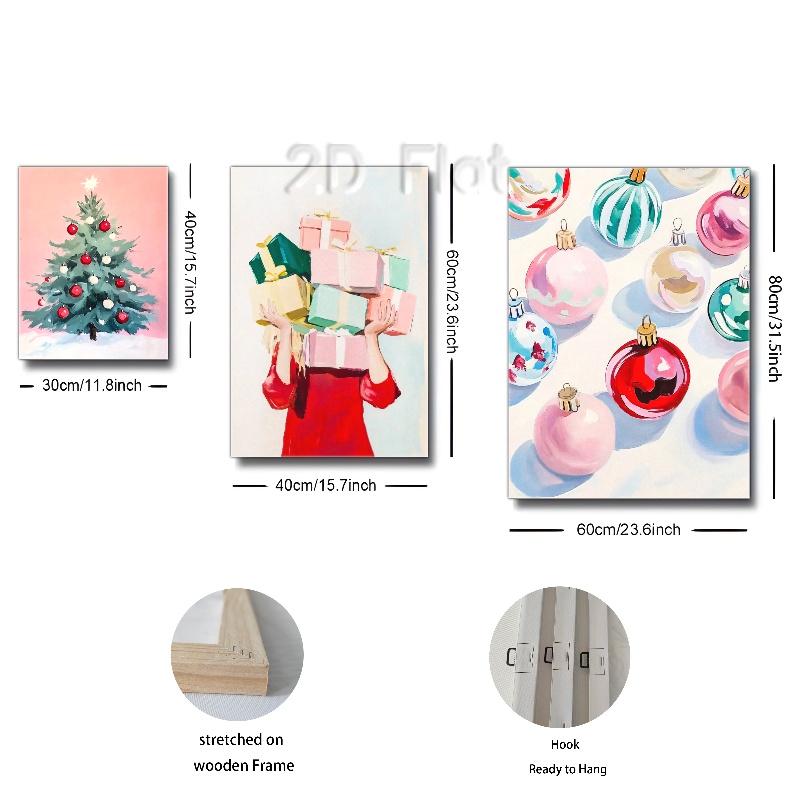 2D Flat
40cm/15.7inch
30cm/11.8inch
60cm/23.6inch
40cm/15.7inch
80cm/31.5inch
60cm/23.6inch
stretched on
wooden Frame
Hook
Ready to Hang